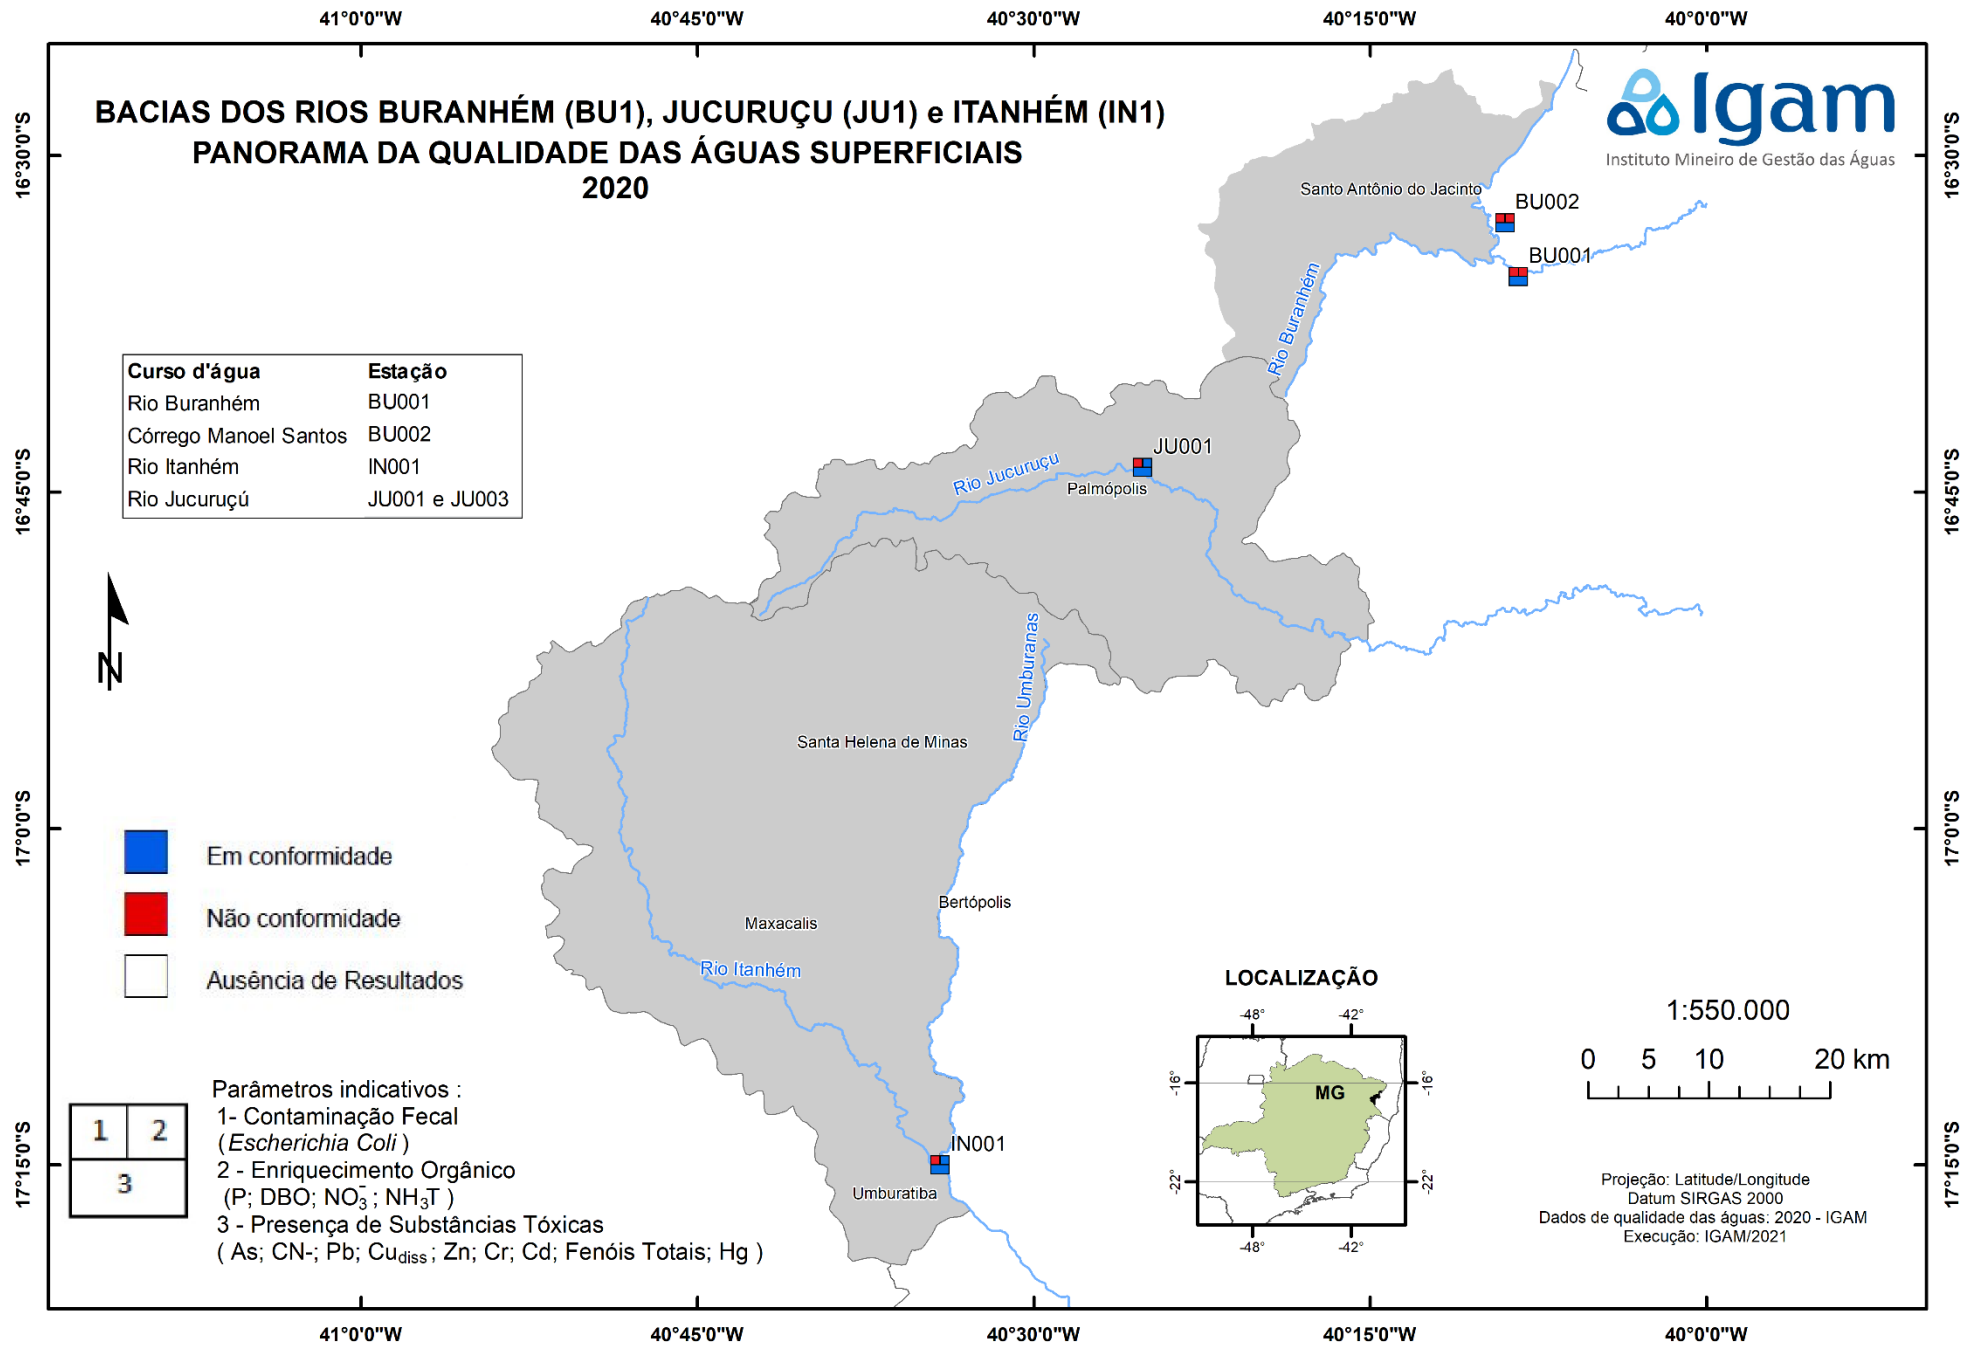 41°0'0"W 40°45'0"W 40°30'0"W 40°15'0"W 40°0'0"W
BACIAS DOS RIOS BURANHÉM (BU1), JUCURUÇU (JU1) e ITANHÉM (IN1)
PANORAMA DA QUALIDADE DAS ÁGUAS SUPERFICIAIS
2020
Igam
Instituto Mineiro de Gestão das Águas
16°30'0"S
16°30'0"S
Santo Antônio do Jacinto
BU002
BU001
Rio Buranhém
Curso d'água Estação
Rio Buranhém BU001
Córrego Manoel Santos BU002
Rio Itanhém IN001
Rio Jucuruçú JU001 e JU003
JU001
Rio Jucuruçu
Palmópolis
16°45'0"S
16°45'0"S
N
Rio Umburanas
Santa Helena de Minas
17°0'0"S
17°0'0"S
Em conformidade
Não conformidade
Ausência de Resultados
Bertópolis
Maxacalis
Rio Itanhém
LOCALIZAÇÃO
-48° -42°
-16° -16°
MG
-22° -22°
-48° -42°
1:550.000
0 5 10 20 km
1 2
3
Parâmetros indicativos :
1- Contaminação Fecal
(Escherichia Coli )
2 - Enriquecimento Orgânico
(P; DBO; NO₃⁻; NH₃T )
3 - Presença de Substâncias Tóxicas
( As; CN-; Pb; Cu diss ; Zn; Cr; Cd; Fenóis Totais; Hg )
IN001
Umburatiba
17°15'0"S
17°15'0"S
Projeção: Latitude/Longitude
Datum SIRGAS 2000
Dados de qualidade das águas: 2020 - IGAM
Execução: IGAM/2021
41°0'0"W 40°45'0"W 40°30'0"W 40°15'0"W 40°0'0"W